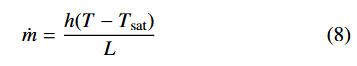 ṁ = h(T − T_sat) / L (8)